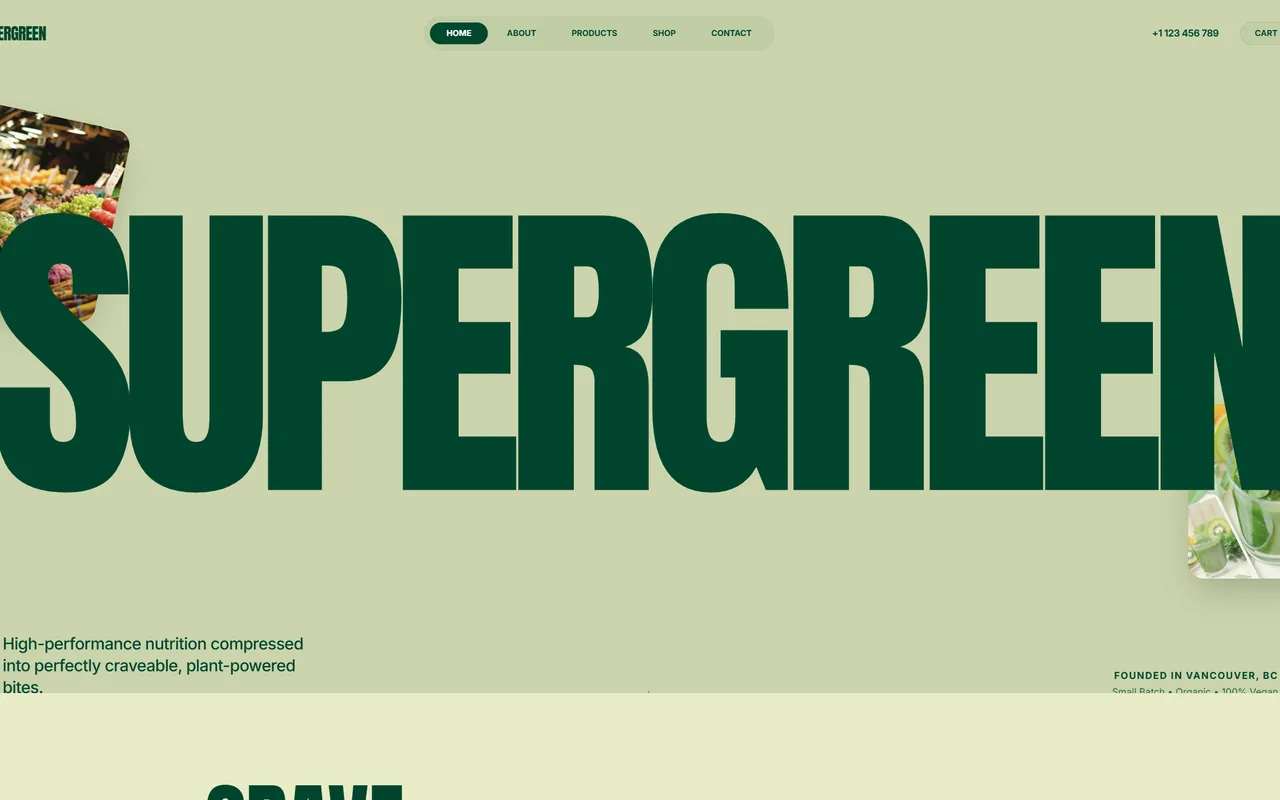 ERGREEN
HOME
ABOUT
PRODUCTS
SHOP
CONTACT
+1 123 456 789
CART
SUPERGREEN
High-performance nutrition compressed
into perfectly craveable, plant-powered
bites.
FOUNDED IN VANCOUVER, BC
Small Batch • Organic • 100% Vegan
CRAVE